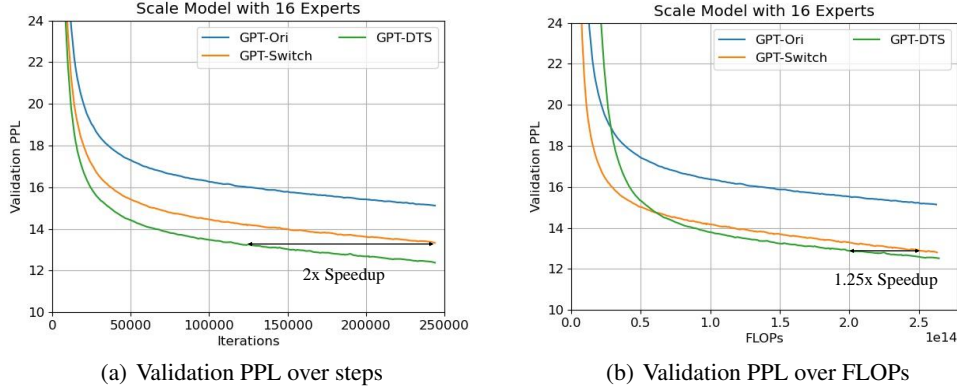 Scale Model with 16 Experts
24
22
20
18
16
14
12
10
Validation PPL
GPT-Ori
GPT-Switch
GPT-DTS
2x Speedup
0 50000 100000 150000 200000 250000
Iterations
(a) Validation PPL over steps
Scale Model with 16 Experts
24
22
20
18
16
14
12
10
Validation PPL
GPT-Ori
GPT-Switch
GPT-DTS
1.25x Speedup
0.0 0.5 1.0 1.5 2.0 2.5
1e14
FLOPs
(b) Validation PPL over FLOPs